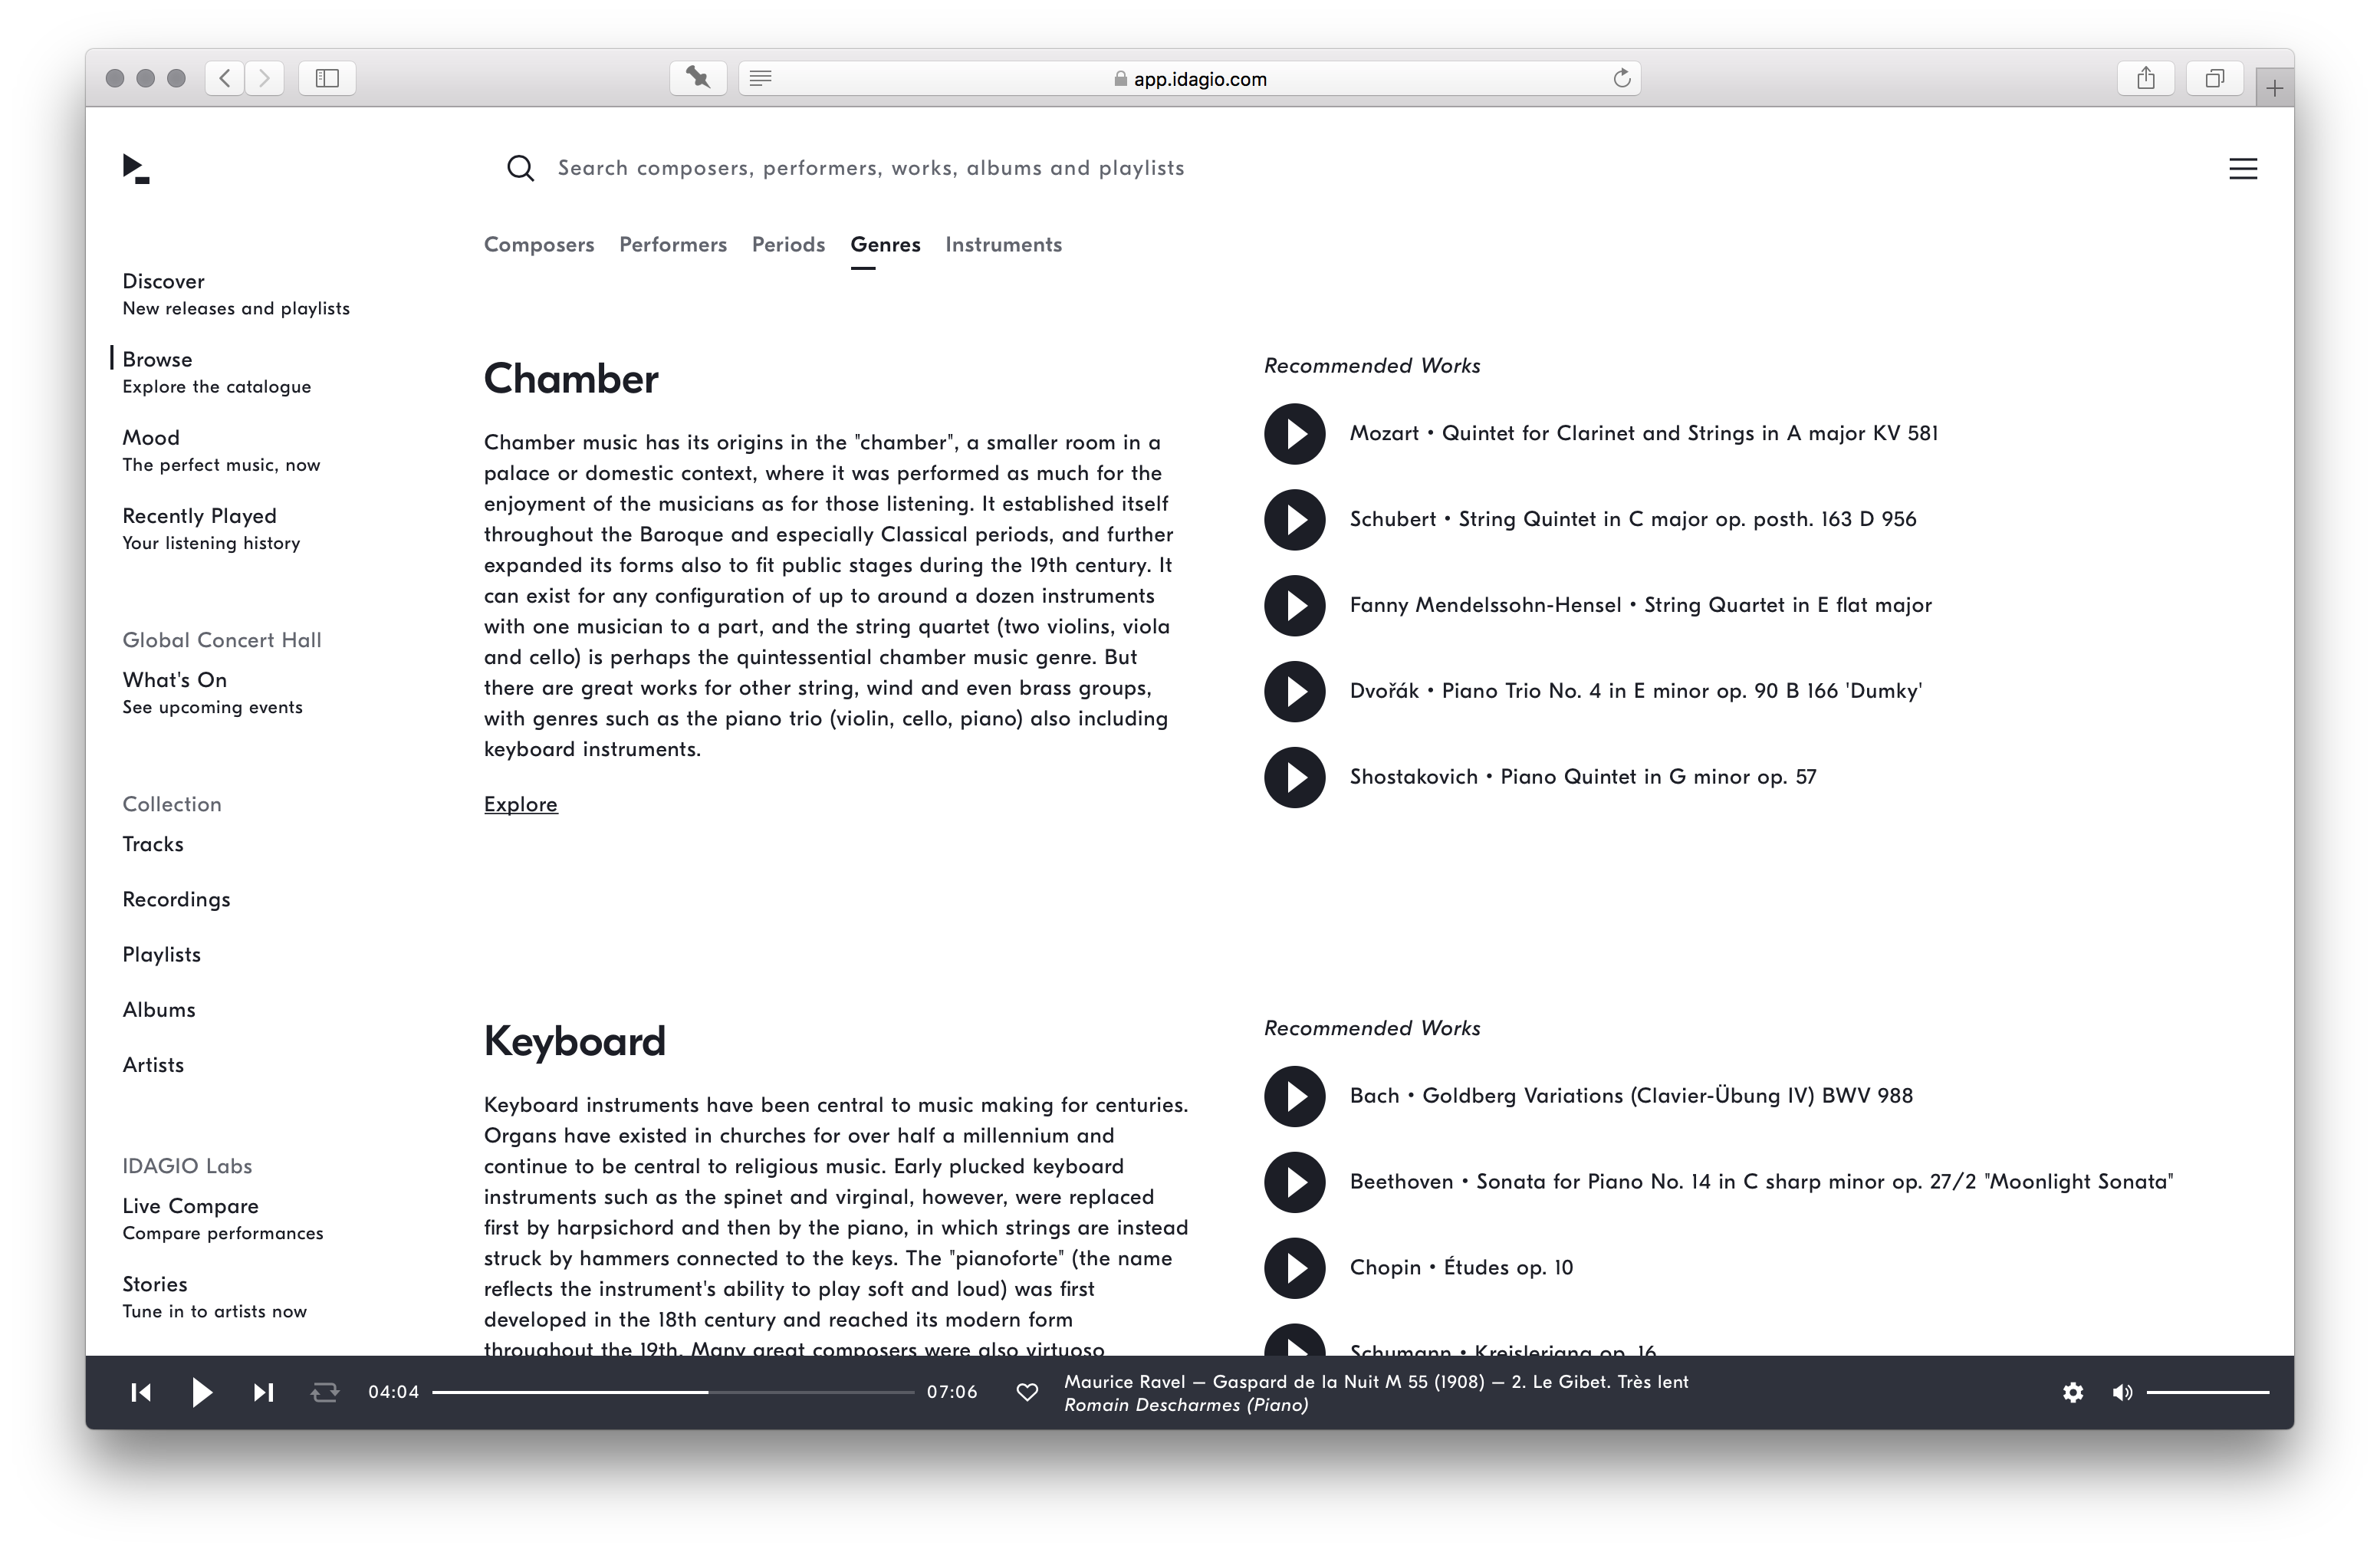 app.idagio.com
Search composers, performers, works, albums and playlists
Composers Performers Periods Genres Instruments
Discover
New releases and playlists
Browse
Explore the catalogue
Mood
The perfect music, now
Recently Played
Your listening history
Global Concert Hall
What's On
See upcoming events
Collection
Tracks
Recordings
Playlists
Albums
Artists
IDAGIO Labs
Live Compare
Compare performances
Stories
Tune in to artists now
Chamber
Chamber music has its origins in the "chamber", a smaller room in a
palace or domestic context, where it was performed as much for the
enjoyment of the musicians as for those listening. It established itself
throughout the Baroque and especially Classical periods, and further
expanded its forms also to fit public stages during the 19th century. It
can exist for any configuration of up to around a dozen instruments
with one musician to a part, and the string quartet (two violins, viola
and cello) is perhaps the quintessential chamber music genre. But
there are great works for other string, wind and even brass groups,
with genres such as the piano trio (violin, cello, piano) also including
keyboard instruments.
Explore
Recommended Works
Mozart • Quintet for Clarinet and Strings in A major KV 581
Schubert • String Quintet in C major op. posth. 163 D 956
Fanny Mendelssohn-Hensel • String Quartet in E flat major
Dvořák • Piano Trio No. 4 in E minor op. 90 B 166 'Dumky'
Shostakovich • Piano Quintet in G minor op. 57
Keyboard
Keyboard instruments have been central to music making for centuries.
Organs have existed in churches for over half a millennium and
continue to be central to religious music. Early plucked keyboard
instruments such as the spinet and virginal, however, were replaced
first by harpsichord and then by the piano, in which strings are instead
struck by hammers connected to the keys. The "pianoforte" (the name
reflects the instrument's ability to play soft and loud) was first
developed in the 18th century and reached its modern form
throughout the 19th. Many great composers were also virtuoso
Recommended Works
Bach • Goldberg Variations (Clavier-Übung IV) BWV 988
Beethoven • Sonata for Piano No. 14 in C sharp minor op. 27/2 "Moonlight Sonata"
Chopin • Études op. 10
Schumann • Kreisleriana op. 16
04:04
07:06
Maurice Ravel – Gaspard de la Nuit M 55 (1908) – 2. Le Gibet. Très lent
Romain Descharmes (Piano)